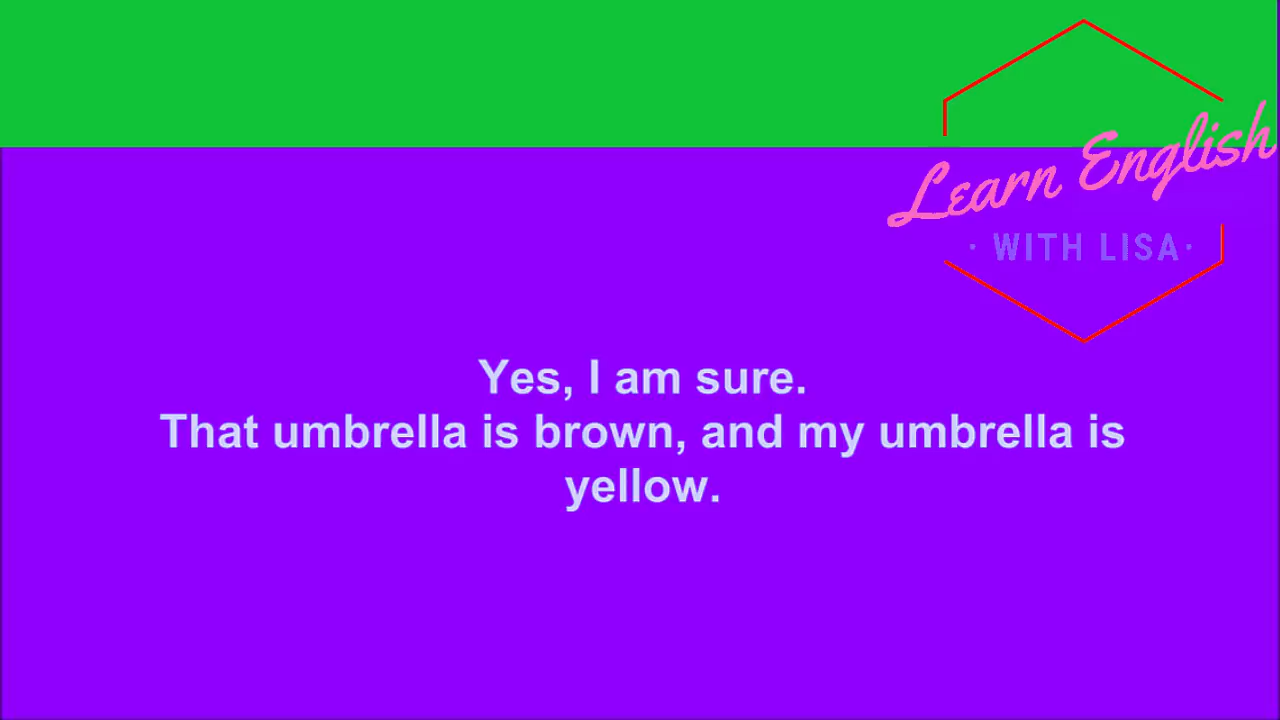 Learn English
· WITH LISA·
Yes, I am sure.
That umbrella is brown, and my umbrella is
yellow.